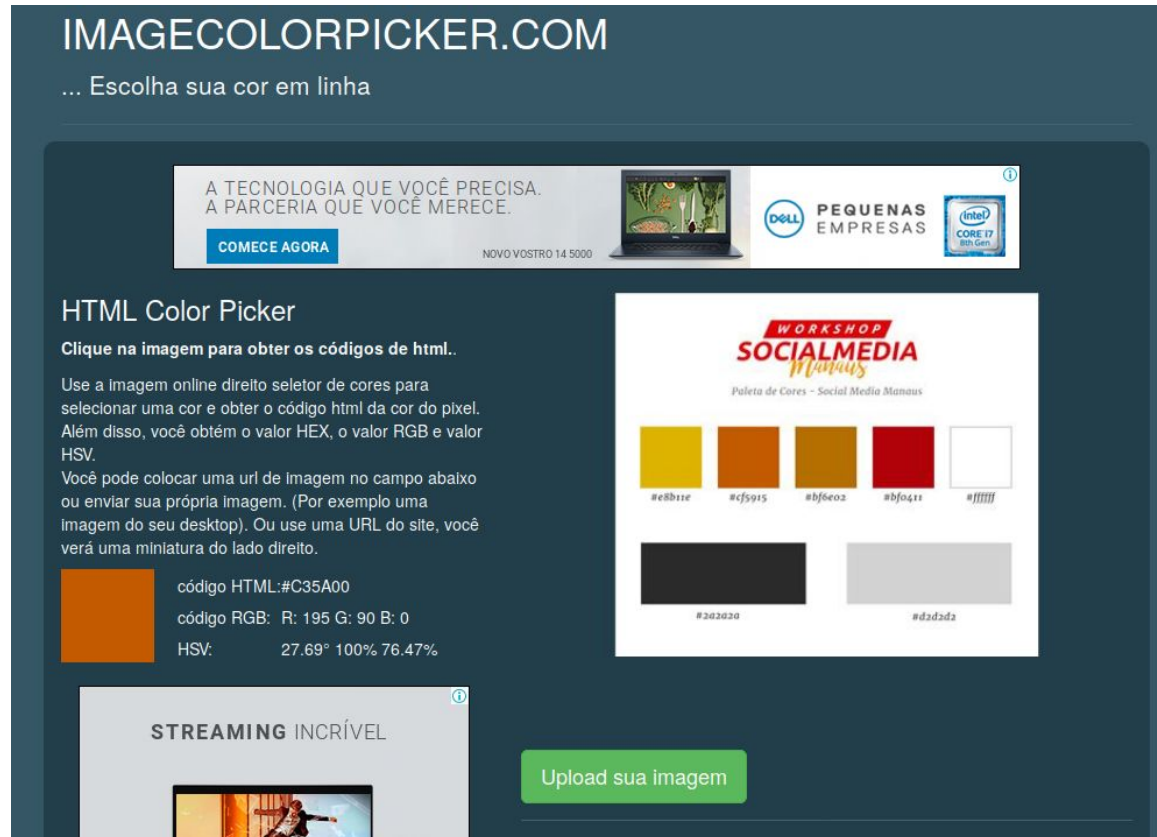 IMAGECOLORPICKER.COM
... Escolha sua cor em linha
A TECNOLOGIA QUE VOCÊ PRECISA.
A PARCERIA QUE VOCÊ MERECE.
COMECE AGORA
NOVO VOSTRO 14 5000
DELL
PEQUENAS
EMPRESAS
(intel)
CORE i7
8th Gen
HTML Color Picker
Clique na imagem para obter os códigos de html..
Use a imagem online direito seletor de cores para
selecionar uma cor e obter o código html da cor do pixel.
Além disso, você obtém o valor HEX, o valor RGB e valor
HSV.
Você pode colocar uma url de imagem no campo abaixo
ou enviar sua própria imagem. (Por exemplo uma
imagem do seu desktop). Ou use uma URL do site, você
verá uma miniatura do lado direito.
código HTML:#C35A00
código RGB: R: 195 G: 90 B: 0
HSV: 27.69° 100% 76.47%
WORKSHOP
SOCIALMEDIA
Manaus
Paleta de Cores - Social Media Manaus
#e8b11e #cf5915 #bf6e02 #bf0411 #ffffff
#2a2a2a #d2d2d2
STREAMING INCRÍVEL
Upload sua imagem